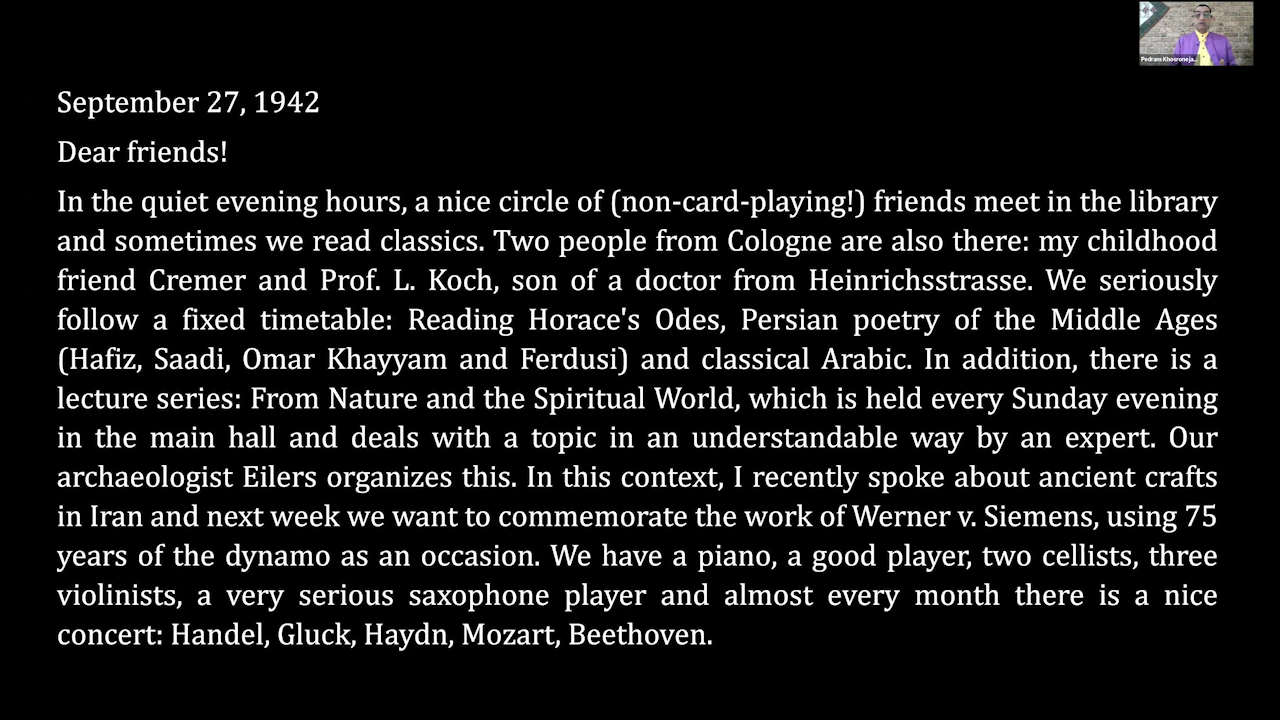 Pedram Khosroneja...
September 27, 1942
Dear friends!
In the quiet evening hours, a nice circle of (non-card-playing!) friends meet in the library
and sometimes we read classics. Two people from Cologne are also there: my childhood
friend Cremer and Prof. L. Koch, son of a doctor from Heinrichsstrasse. We seriously
follow a fixed timetable: Reading Horace's Odes, Persian poetry of the Middle Ages
(Hafiz, Saadi, Omar Khayyam and Ferdusi) and classical Arabic. In addition, there is a
lecture series: From Nature and the Spiritual World, which is held every Sunday evening
in the main hall and deals with a topic in an understandable way by an expert. Our
archaeologist Eilers organizes this. In this context, I recently spoke about ancient crafts
in Iran and next week we want to commemorate the work of Werner v. Siemens, using 75
years of the dynamo as an occasion. We have a piano, a good player, two cellists, three
violinists, a very serious saxophone player and almost every month there is a nice
concert: Handel, Gluck, Haydn, Mozart, Beethoven.